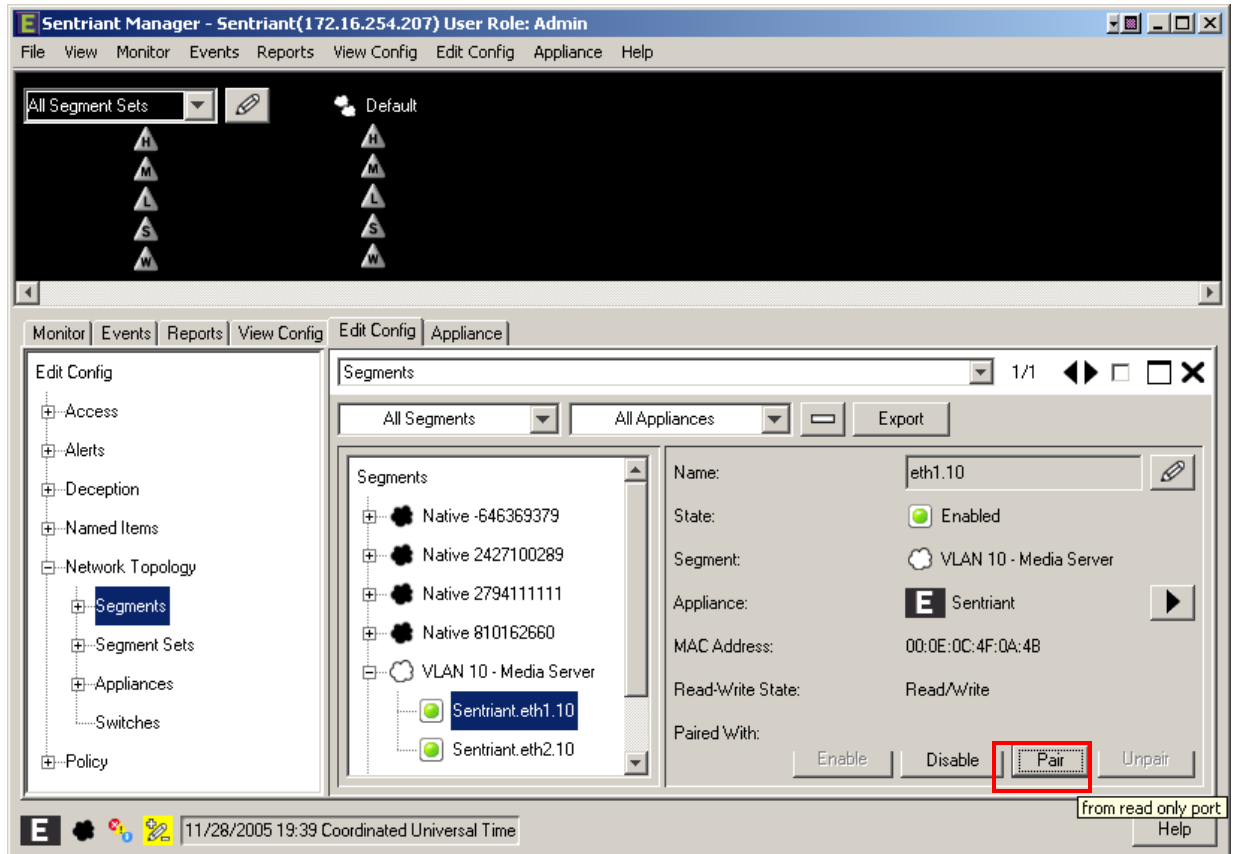 E Sentriant Manager - Sentriant(172.16.254.207) User Role: Admin
File View Monitor Events Reports View Config Edit Config Appliance Help
All Segment Sets
Default
H H
M M
L L
S S
W W
Monitor Events Reports View Config Edit Config Appliance
Edit Config
Access
Alerts
Deception
Named Items
Network Topology
Segments
Segment Sets
Appliances
Switches
Policy
Segments 1/1
All Segments All Appliances Export
Segments
Native -646369379
Native 2427100289
Native 2794111111
Native 810162660
VLAN 10 - Media Server
Sentriant.eth1.10
Sentriant.eth2.10
Name: eth1.10
State: Enabled
Segment: VLAN 10 - Media Server
Appliance: E Sentriant
MAC Address: 00:0E:0C:4F:0A:4B
Read-Write State: Read/Write
Paired With:
Enable Disable Pair Unpair
from read only port
E 11/28/2005 19:39 Coordinated Universal Time Help